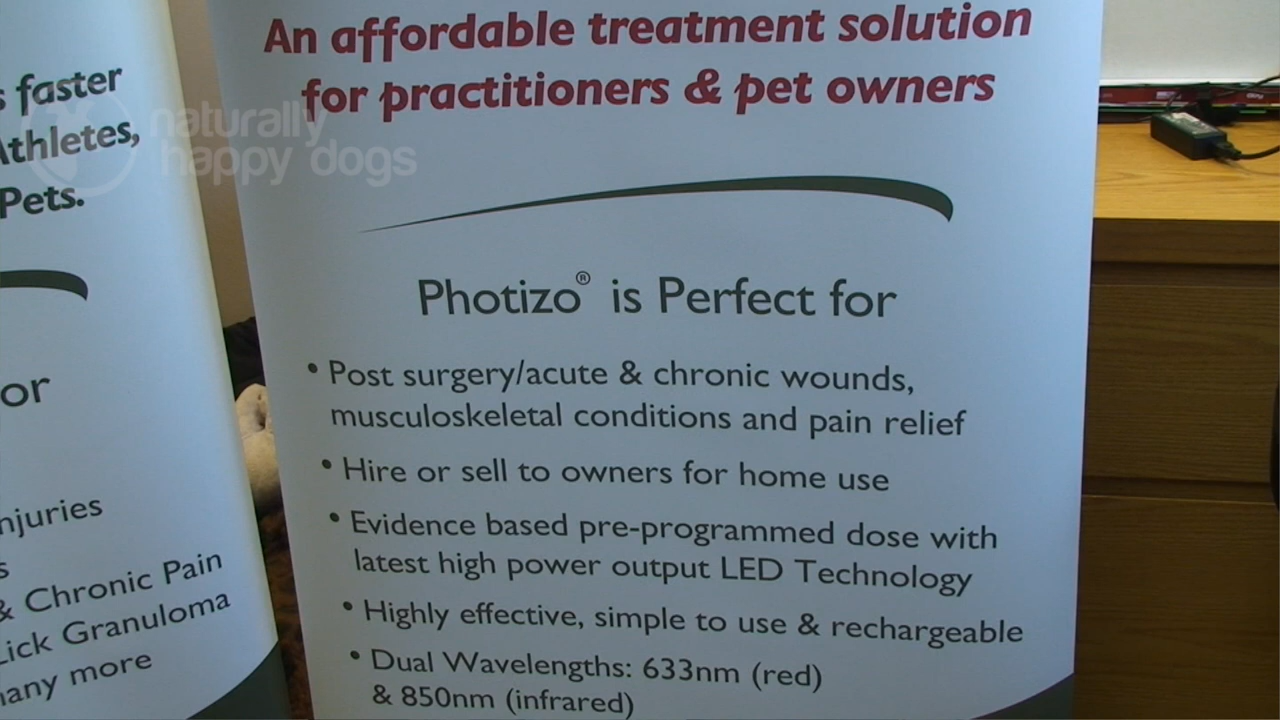 An affordable treatment solution
for practitioners & pet owners
Photizo® is Perfect for
• Post surgery/acute & chronic wounds,
musculoskeletal conditions and pain relief
• Hire or sell to owners for home use
• Evidence based pre-programmed dose with
latest high power output LED Technology
• Highly effective, simple to use & rechargeable
• Dual Wavelengths: 633nm (red)
& 850nm (infrared)
faster
Athletes,
Pets.
or
njuries
s
& Chronic Pain
Lick Granuloma
many more
naturally
happy dogs